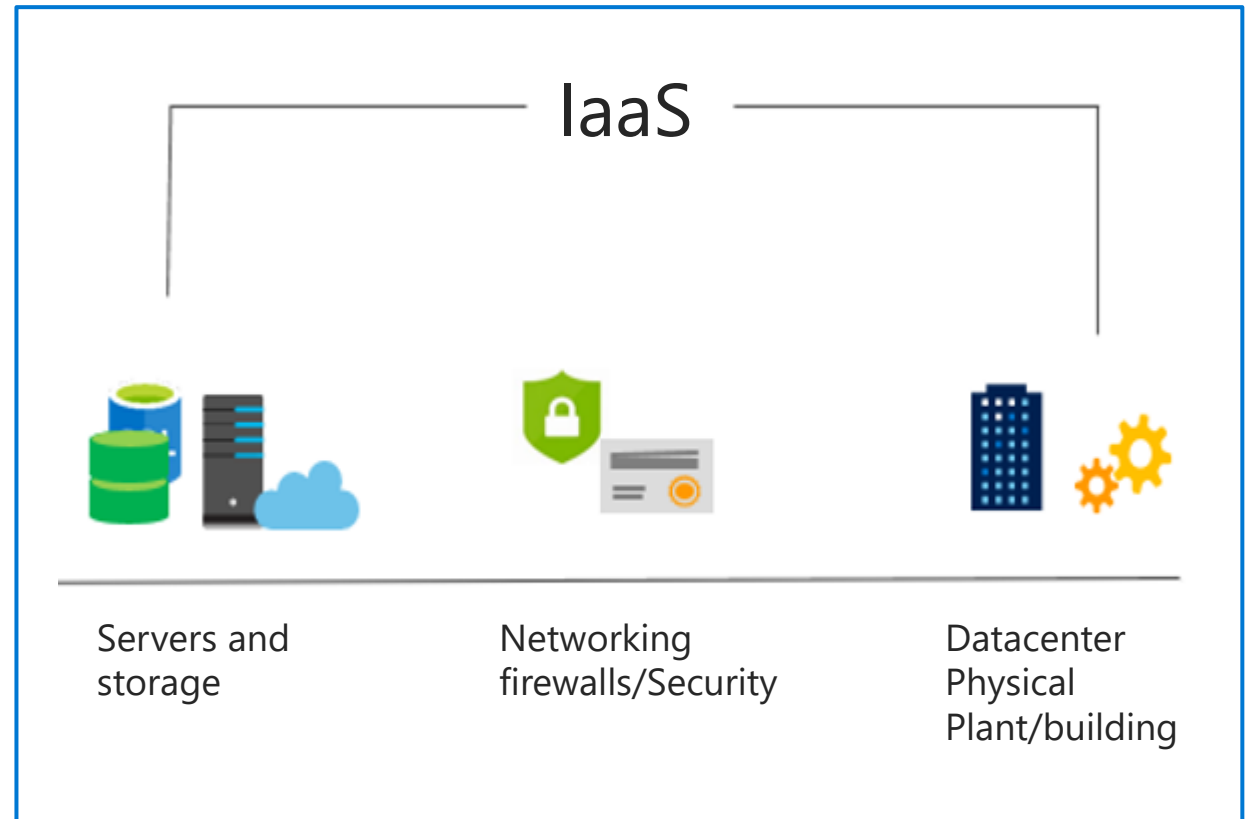 IaaS
Servers and
storage
Networking
firewalls/Security
Datacenter
Physical
Plant/building